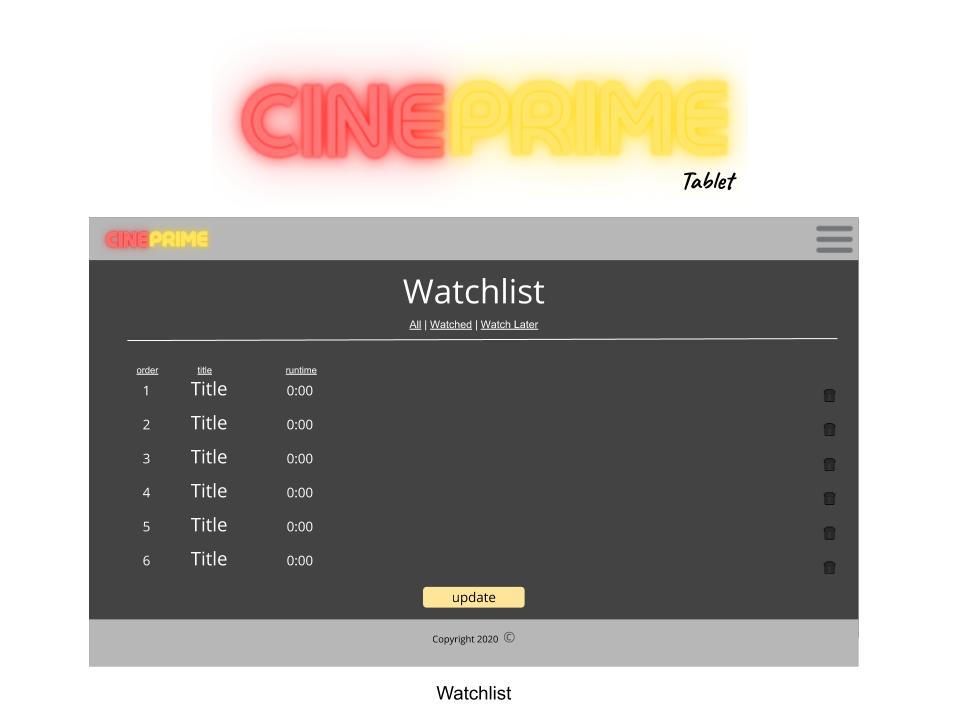 CINEPRIME
Tablet
CINEPRIME
Watchlist
All | Watched | Watch Later
order title runtime
1 Title 0:00
2 Title 0:00
3 Title 0:00
4 Title 0:00
5 Title 0:00
6 Title 0:00
update
Copyright 2020 ©
Watchlist